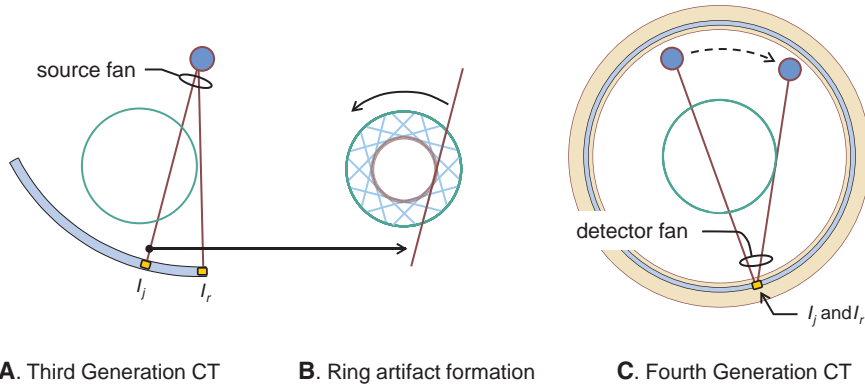 source fan
I_j
I_r
detector fan
I_j and I_r
A. Third Generation CT
B. Ring artifact formation
C. Fourth Generation CT